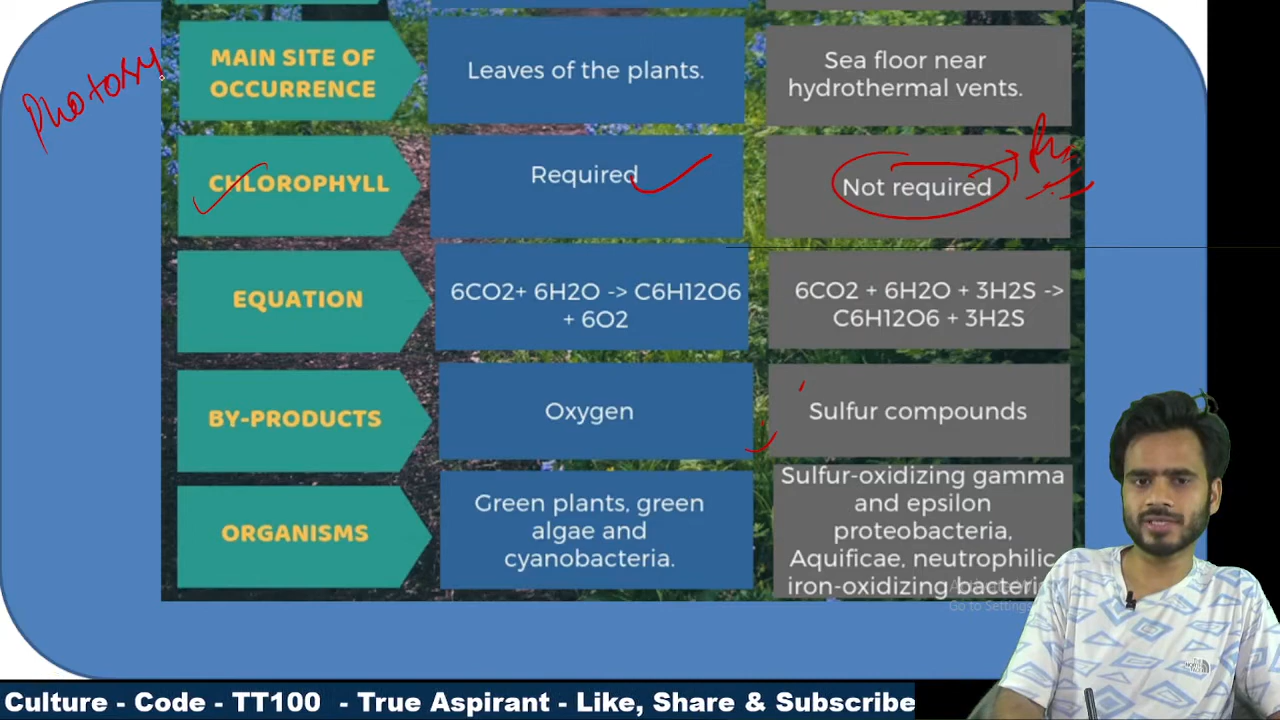 Photosy
MAIN SITE OF
OCCURRENCE
Leaves of the plants.
Sea floor near
hydrothermal vents.
CHLOROPHYLL
Required
Not required
EQUATION
6CO2+ 6H2O -> C6H12O6
+ 6O2
6CO2 + 6H2O + 3H2S ->
C6H12O6 + 3H2S
BY-PRODUCTS
Oxygen
Sulfur compounds
ORGANISMS
Green plants, green
algae and
cyanobacteria.
Sulfur-oxidizing gamma
and epsilon
proteobacteria,
Aquificae, neutrophilic
iron-oxidizing bacteri
Go to Settings
Culture - Code - TT100 - True Aspirant - Like, Share & Subscribe